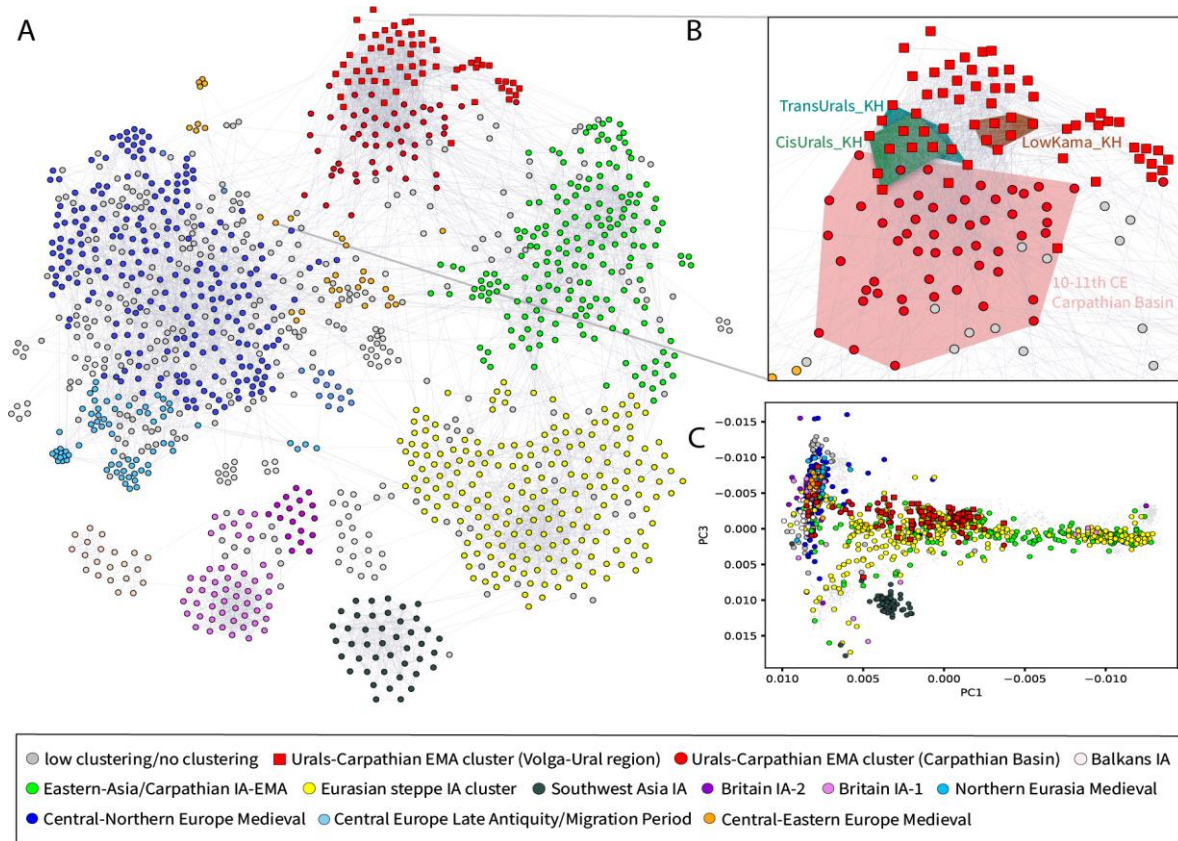 A
B
TransUrals_KH
CisUrals_KH
LowKama_KH
10-11th CE
Carpathian Basin
C
-0.015
-0.010
-0.005
0.000
0.005
0.010
0.015
PC3
0.010
0.005
0.000
−0.005
−0.010
PC1
low clustering/no clustering
Urals-Carpathian EMA cluster (Volga-Ural region)
Urals-Carpathian EMA cluster (Carpathian Basin)
Balkans IA
Eastern-Asia/Carpathian IA-EMA
Eurasian steppe IA cluster
Southwest Asia IA
Britain IA-2
Britain IA-1
Northern Eurasia Medieval
Central-Northern Europe Medieval
Central Europe Late Antiquity/Migration Period
Central-Eastern Europe Medieval